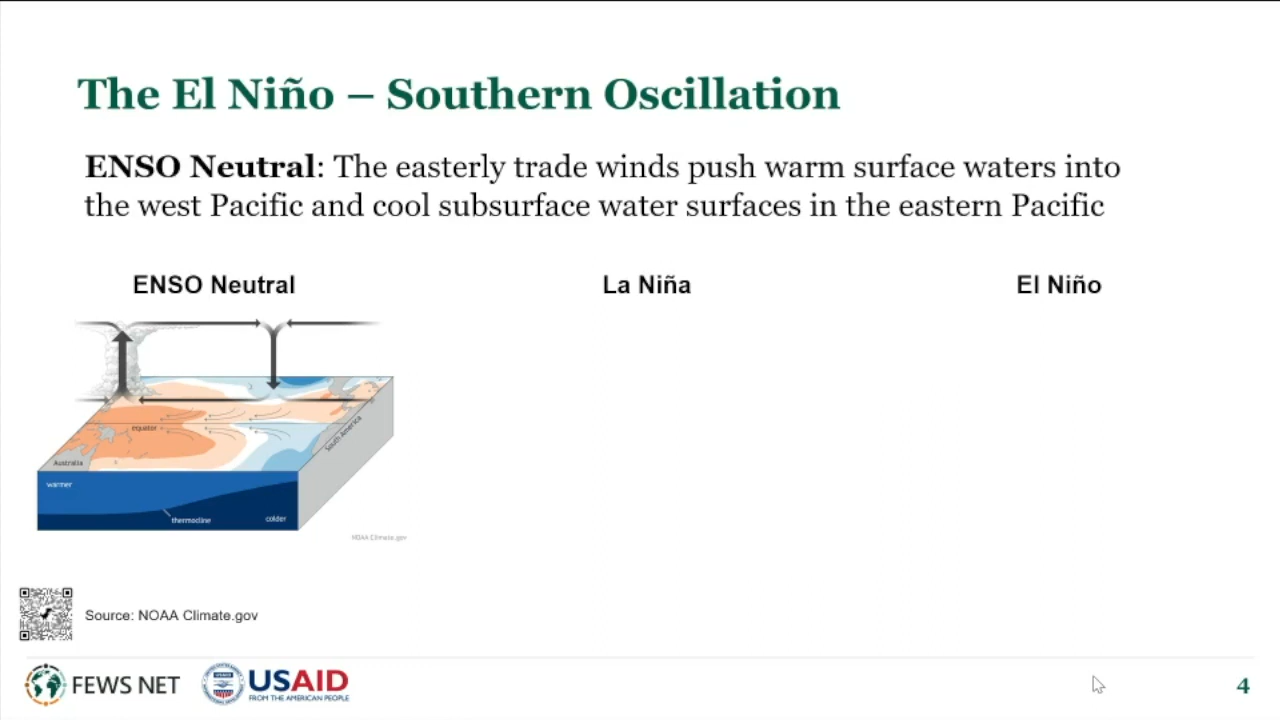 The El Niño – Southern Oscillation
ENSO Neutral: The easterly trade winds push warm surface waters into
the west Pacific and cool subsurface water surfaces in the eastern Pacific
ENSO Neutral
La Niña
El Niño
equator
South America
Australia
warmer
thermocline
colder
NOAA Climate.gov
Source: NOAA Climate.gov
FEWS NET
USAID
FROM THE AMERICAN PEOPLE
4